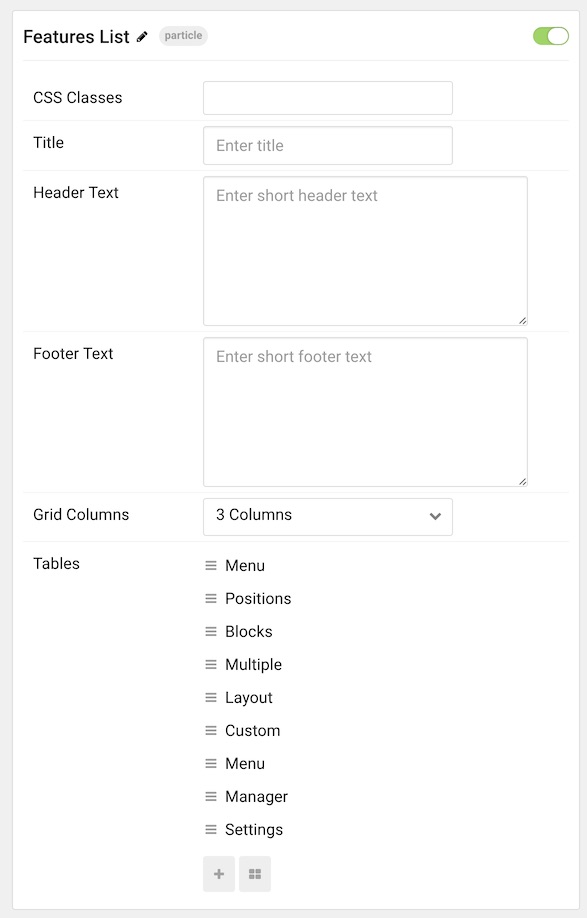 Features List particle
CSS Classes
Title Enter title
Header Text Enter short header text
Footer Text Enter short footer text
Grid Columns 3 Columns
Tables Menu
Positions
Blocks
Multiple
Layout
Custom
Menu
Manager
Settings